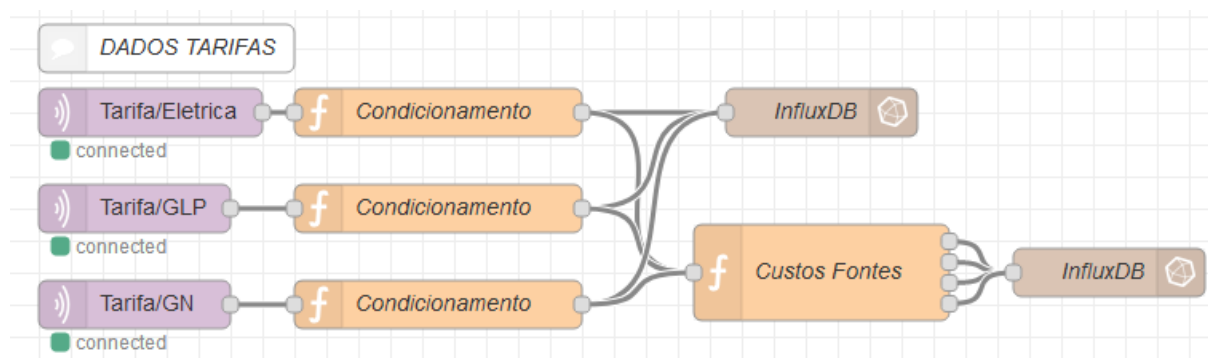 DADOS TARIFAS
Tarifa/Eletrica
Condicionamento
InfluxDB
connected
Tarifa/GLP
Condicionamento
connected
Custos Fontes
InfluxDB
Tarifa/GN
Condicionamento
connected